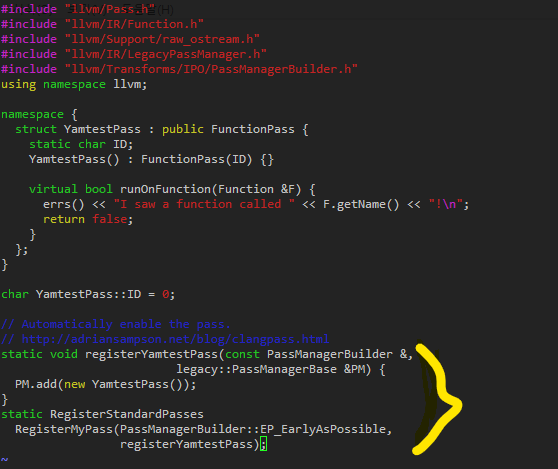 #include "llvm/Pass.h"
#include "llvm/IR/Function.h"
#include "llvm/Support/raw_ostream.h"
#include "llvm/IR/LegacyPassManager.h"
#include "llvm/Transforms/IPO/PassManagerBuilder.h"
using namespace llvm;

namespace {
  struct YamtestPass : public FunctionPass {
    static char ID;
    YamtestPass() : FunctionPass(ID) {}

    virtual bool runOnFunction(Function &F) {
      errs() << "I saw a function called " << F.getName() << "!\n";
      return false;
    }
  };
}

char YamtestPass::ID = 0;

// Automatically enable the pass.
// http://adriansampson.net/blog/clangpass.html
static void registerYamtestPass(const PassManagerBuilder &,
                         legacy::PassManagerBase &PM) {
  PM.add(new YamtestPass());
}
static RegisterStandardPasses
  RegisterMyPass(PassManagerBuilder::EP_EarlyAsPossible,
                 registerYamtestPass);
~